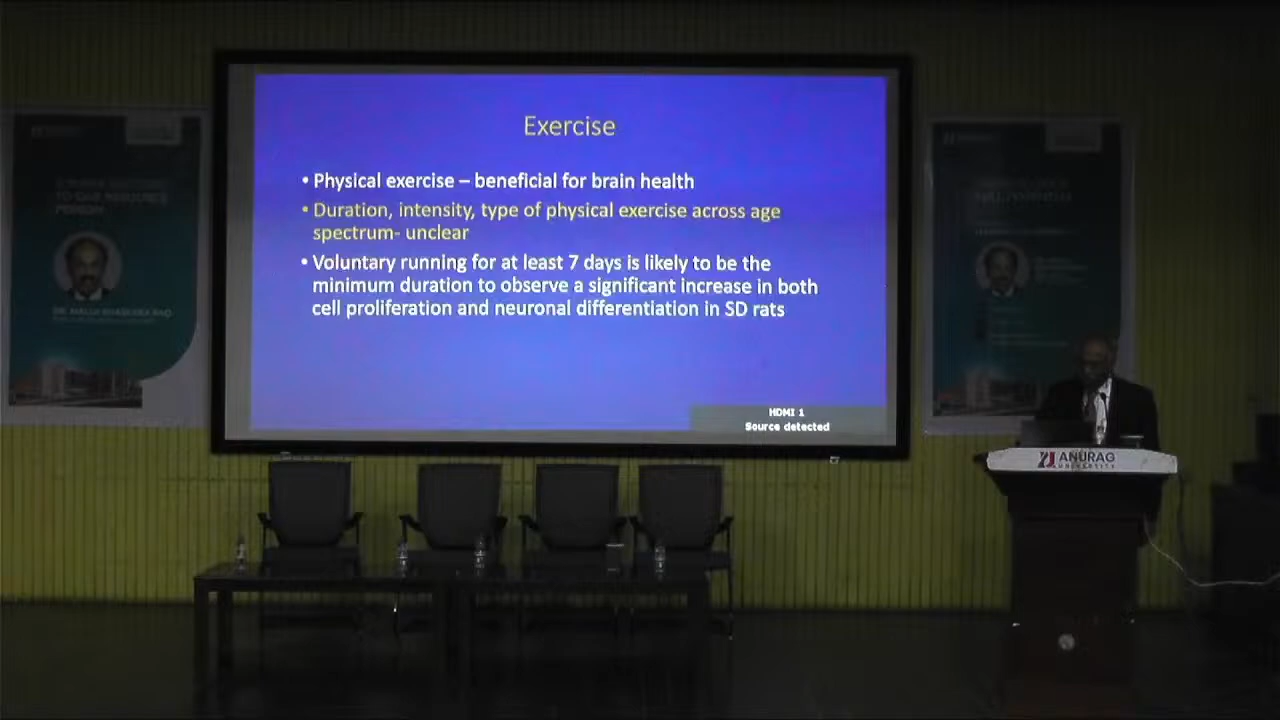 Exercise
• Physical exercise – beneficial for brain health
• Duration, intensity, type of physical exercise across age
spectrum- unclear
• Voluntary running for at least 7 days is likely to be the
minimum duration to observe a significant increase in both
cell proliferation and neuronal differentiation in SD rats
HDMI 1
Source detected
ANURAG
UNIVERSITY